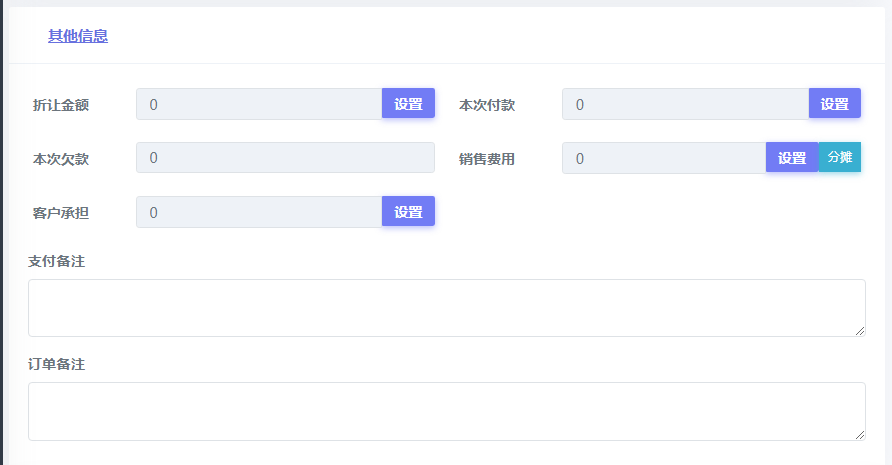 其他信息
折让金额 0 设置 本次付款 0 设置
本次欠款 0 销售费用 0 设置 分摊
客户承担 0 设置
支付备注
订单备注